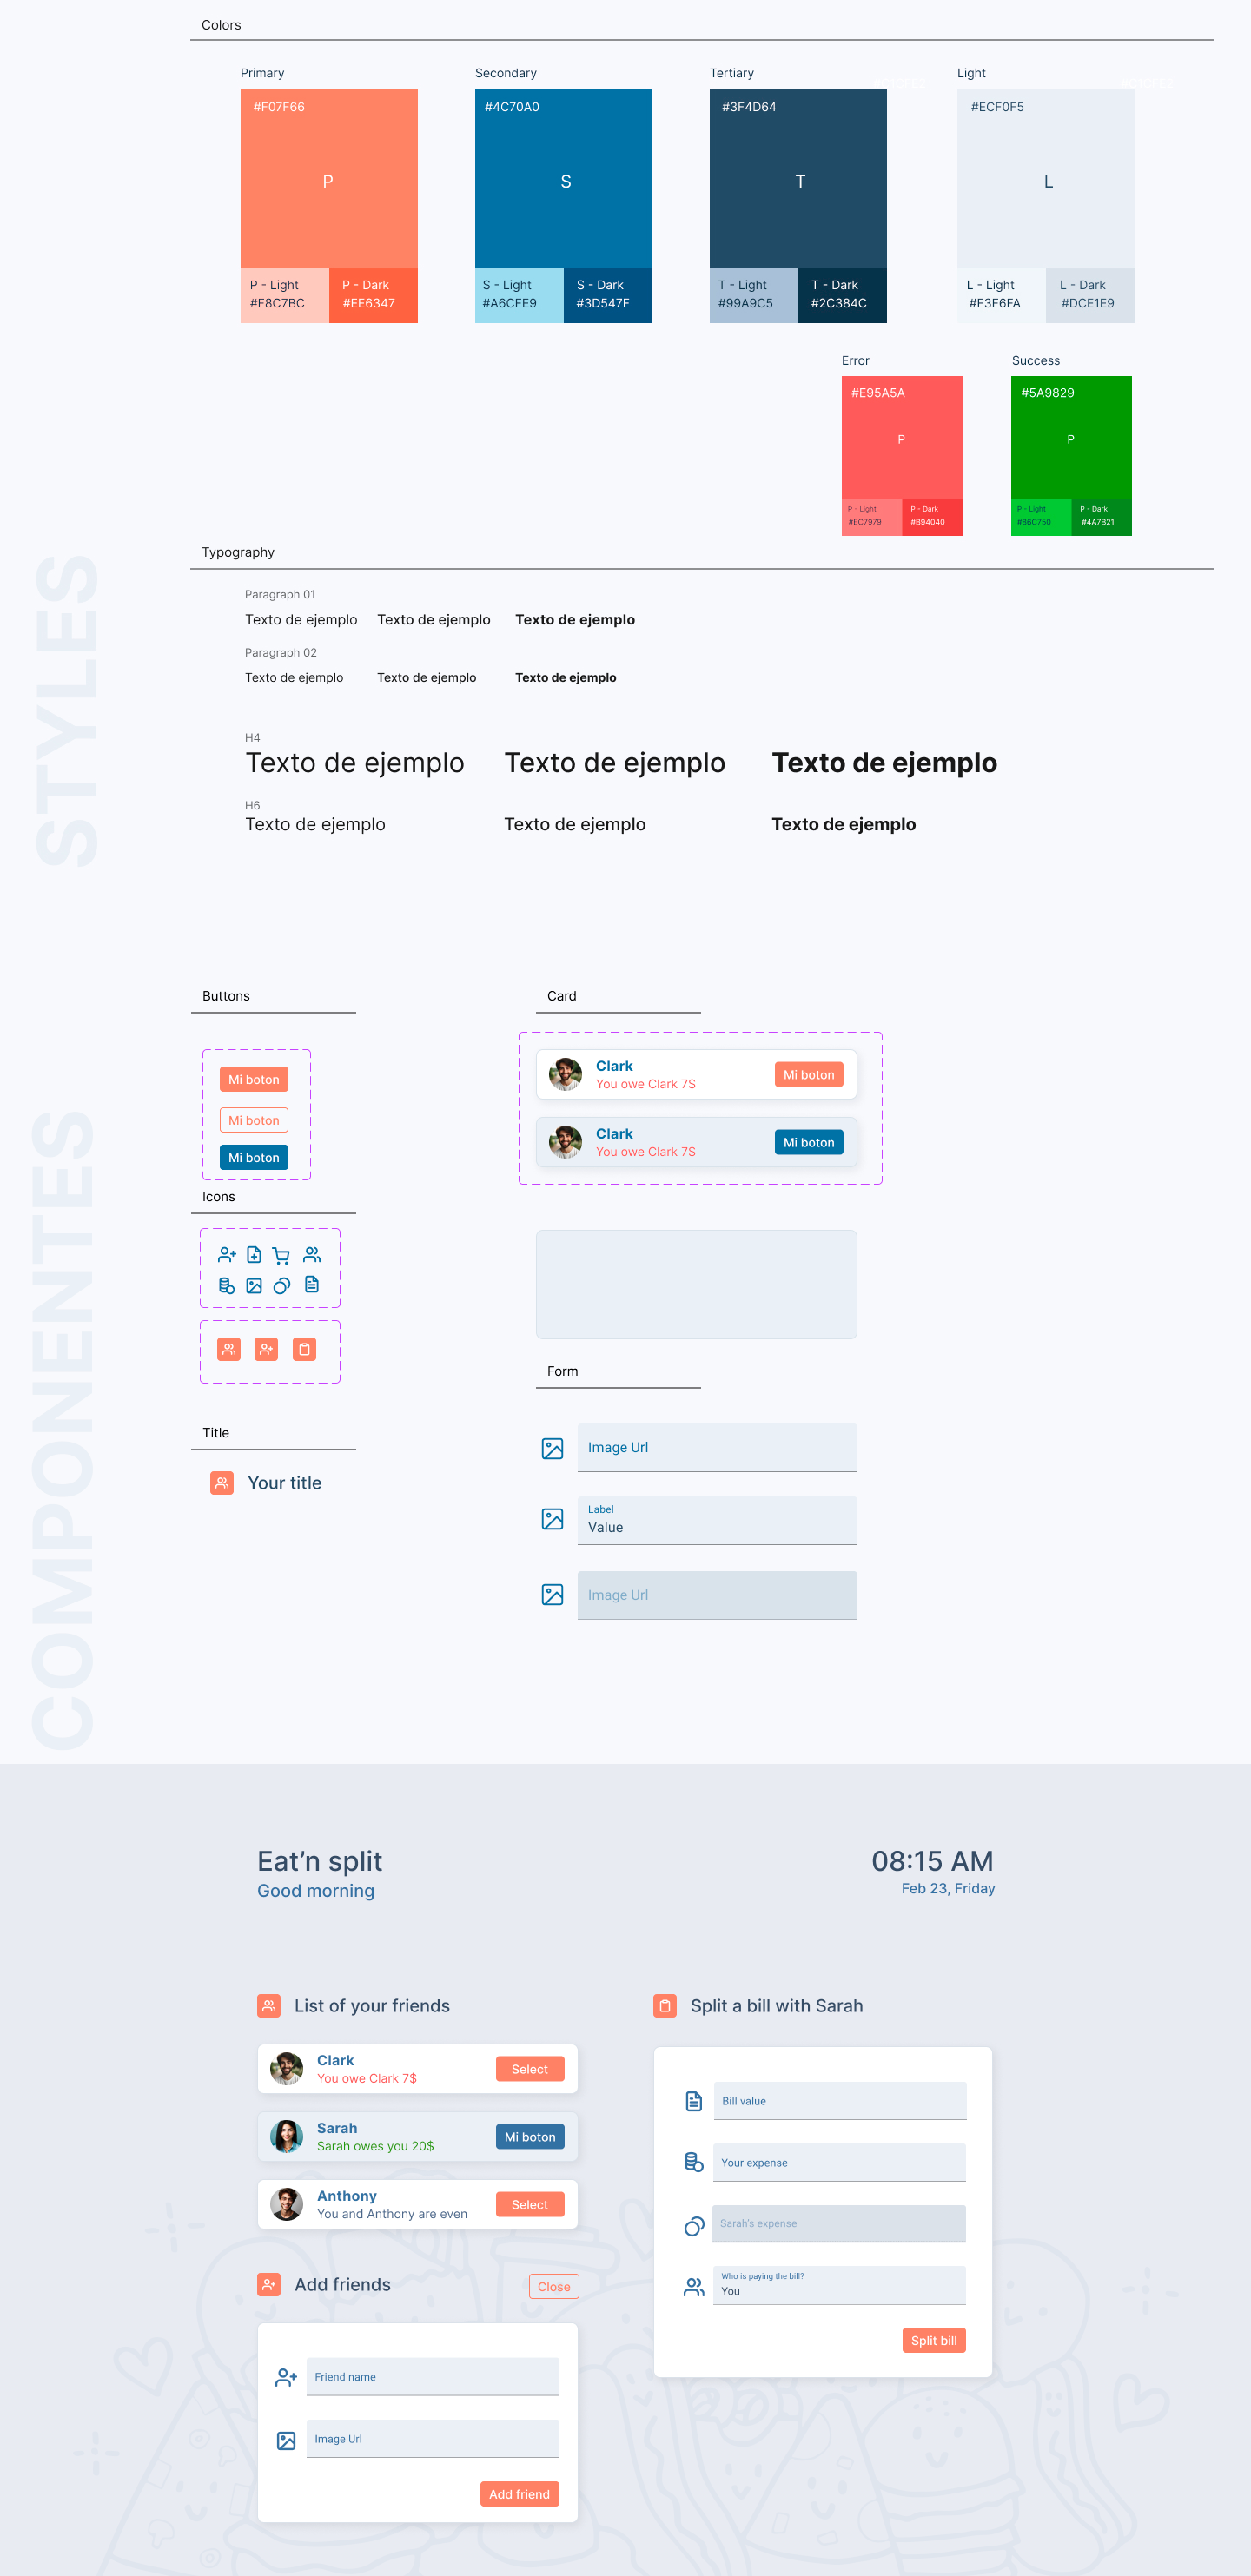 Colors
Primary
Secondary
Tertiary
Light
#F07F66
#4C70A0
#3F4D64
#ECF0F5
P
S
T
L
P - Light
#F8C7BC
P - Dark
#EE6347
S - Light
#A6CFE9
S - Dark
#3D547F
T - Light
#99A9C5
T - Dark
#2C384C
L - Light
#F3F6FA
L - Dark
#DCE1E9
Error
Success
#E95A5A
#5A9829
P
P
P - Light
#EC7979
P - Dark
#B94040
P - Light
#86C750
P - Dark
#4A7B21
STYLES
Typography
Paragraph 01
Texto de ejemplo
Texto de ejemplo
Texto de ejemplo
Paragraph 02
Texto de ejemplo
Texto de ejemplo
Texto de ejemplo
H4
Texto de ejemplo
Texto de ejemplo
Texto de ejemplo
H6
Texto de ejemplo
Texto de ejemplo
Texto de ejemplo
COMPONENTES
Buttons
Mi boton
Mi boton
Mi boton
Icons
Title
Your title
Card
Clark
You owe Clark 7$
Mi boton
Clark
You owe Clark 7$
Mi boton
Form
Image Url
Label
Value
Image Url
Eat’n split
Good morning
08:15 AM
Feb 23, Friday
List of your friends
Clark
You owe Clark 7$
Select
Sarah
Sarah owes you 20$
Mi boton
Anthony
You and Anthony are even
Select
Add friends
Close
Friend name
Image Url
Add friend
Split a bill with Sarah
Bill value
Your expense
Sarah's expense
Who is paying the bill?
You
Split bill